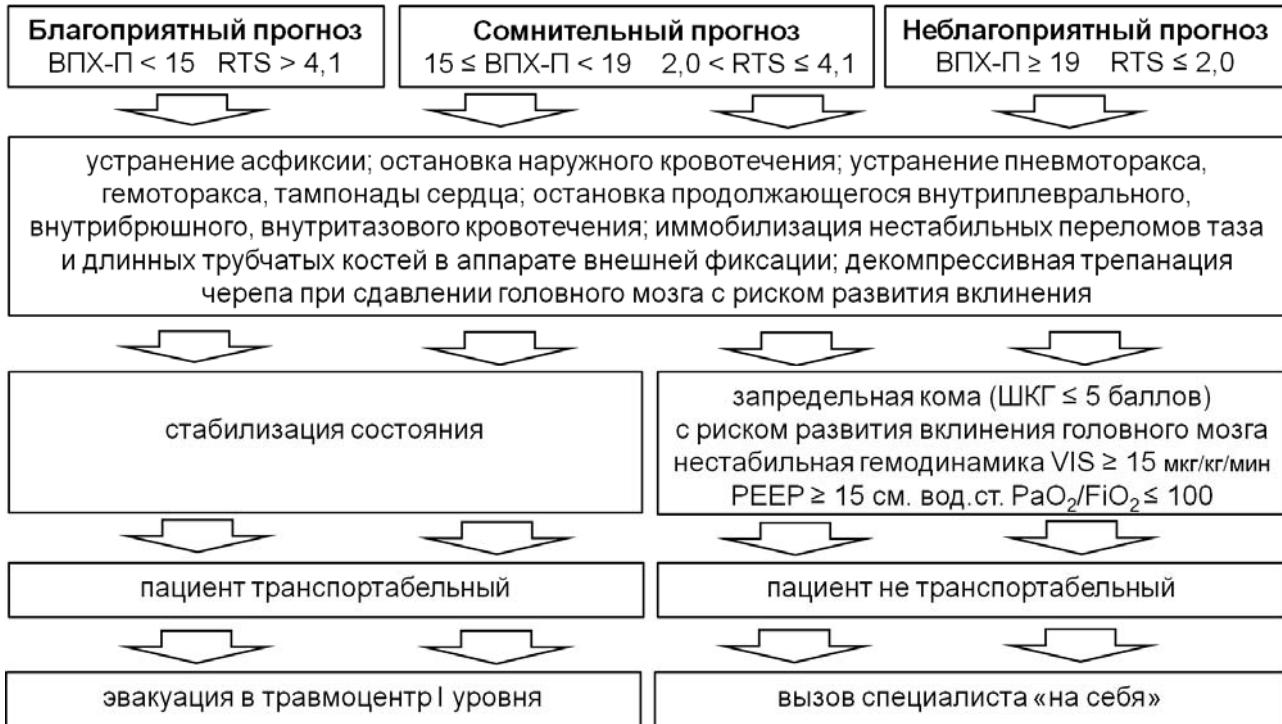 Благоприятный прогноз
ВПХ-П < 15 RTS > 4,1
Сомнительный прогноз
15 ≤ ВПХ-П < 19 2,0 < RTS ≤ 4,1
Неблагоприятный прогноз
ВПХ-П ≥ 19 RTS ≤ 2,0
устранение асфиксии; остановка наружного кровотечения; устранение пневмоторакса,
гемоторакса, тампонады сердца; остановка продолжающегося внутриплеврального,
внутрибрюшного, внутритазового кровотечения; иммобилизация нестабильных переломов таза
и длинных трубчатых костей в аппарате внешней фиксации; декомпрессивная трепанация
черепа при сдавлении головного мозга с риском развития вклинения
стабилизация состояния
запредельная кома (ШКГ ≤ 5 баллов)
с риском развития вклинения головного мозга
нестабильная гемодинамика VIS ≥ 15 мкг/кг/мин
PEEP ≥ 15 см. вод.ст. PaO₂/FiO₂ ≤ 100
пациент транспортабельный
пациент не транспортабельный
эвакуация в травмоцентр I уровня
вызов специалиста «на себя»